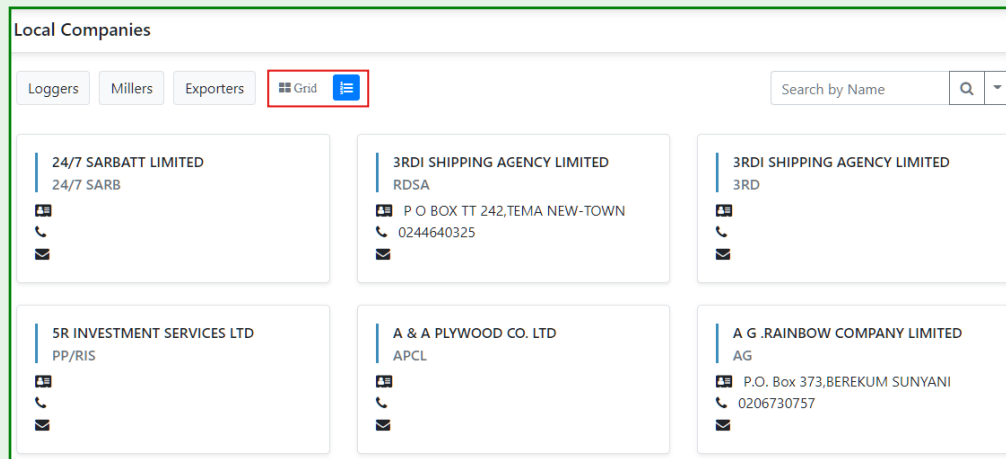 Local Companies
Loggers Millers Exporters Grid Search by Name
24/7 SARBATT LIMITED
24/7 SARB
3RDI SHIPPING AGENCY LIMITED
RDSA
P O BOX TT 242,TEMA NEW-TOWN
0244640325
3RDI SHIPPING AGENCY LIMITED
3RD
5R INVESTMENT SERVICES LTD
PP/RIS
A & A PLYWOOD CO. LTD
APCL
A G .RAINBOW COMPANY LIMITED
AG
P.O. Box 373,BEREKUM SUNYANI
0206730757